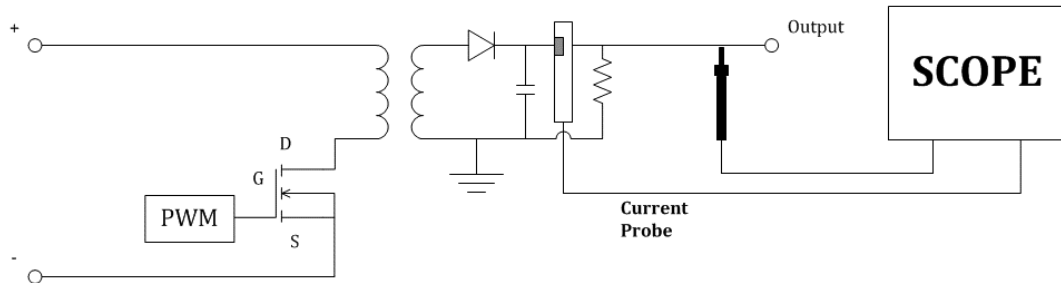 +
Output
SCOPE
D
G
PWM
S
Current
Probe
-